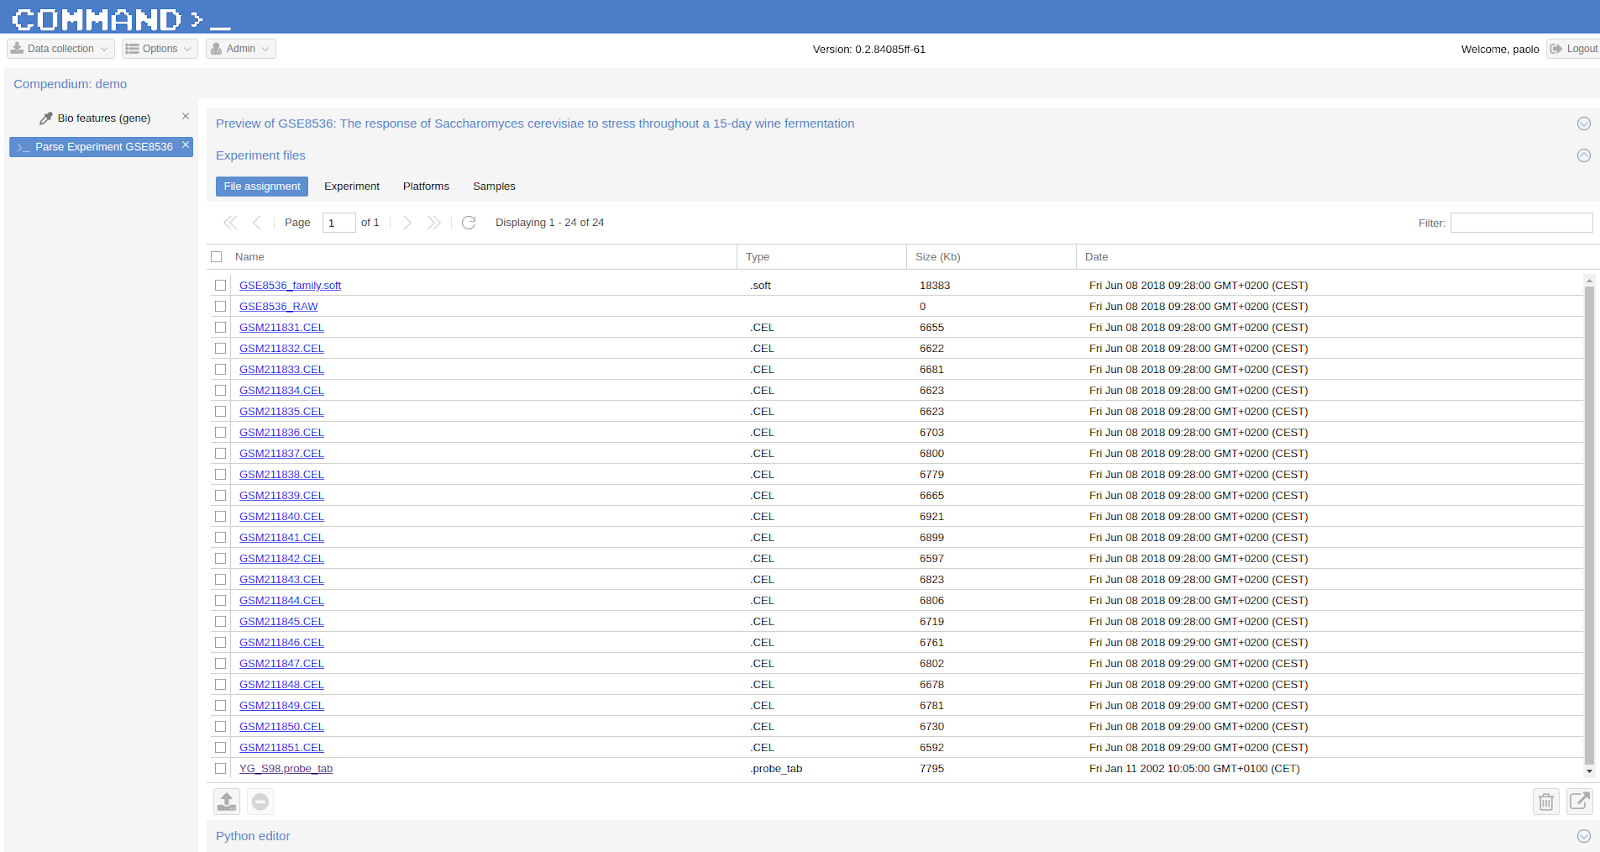 COMMAND>_
Data collection Options Admin Version: 0.2.84085ff-61 Welcome, paolo Logout
Compendium: demo
Bio features (gene)
>_ Parse Experiment GSE8536
Preview of GSE8536: The response of Saccharomyces cerevisiae to stress throughout a 15-day wine fermentation
Experiment files
File assignment Experiment Platforms Samples
Page 1 of 1 Displaying 1 - 24 of 24 Filter:
Name Type Size (Kb) Date
GSE8536_family.soft .soft 18383 Fri Jun 08 2018 09:28:00 GMT+0200 (CEST)
GSE8536_RAW 0 Fri Jun 08 2018 09:28:00 GMT+0200 (CEST)
GSM211831.CEL .CEL 6655 Fri Jun 08 2018 09:28:00 GMT+0200 (CEST)
GSM211832.CEL .CEL 6622 Fri Jun 08 2018 09:28:00 GMT+0200 (CEST)
GSM211833.CEL .CEL 6681 Fri Jun 08 2018 09:28:00 GMT+0200 (CEST)
GSM211834.CEL .CEL 6623 Fri Jun 08 2018 09:28:00 GMT+0200 (CEST)
GSM211835.CEL .CEL 6623 Fri Jun 08 2018 09:28:00 GMT+0200 (CEST)
GSM211836.CEL .CEL 6703 Fri Jun 08 2018 09:28:00 GMT+0200 (CEST)
GSM211837.CEL .CEL 6800 Fri Jun 08 2018 09:28:00 GMT+0200 (CEST)
GSM211838.CEL .CEL 6779 Fri Jun 08 2018 09:28:00 GMT+0200 (CEST)
GSM211839.CEL .CEL 6665 Fri Jun 08 2018 09:28:00 GMT+0200 (CEST)
GSM211840.CEL .CEL 6921 Fri Jun 08 2018 09:28:00 GMT+0200 (CEST)
GSM211841.CEL .CEL 6899 Fri Jun 08 2018 09:28:00 GMT+0200 (CEST)
GSM211842.CEL .CEL 6597 Fri Jun 08 2018 09:28:00 GMT+0200 (CEST)
GSM211843.CEL .CEL 6823 Fri Jun 08 2018 09:28:00 GMT+0200 (CEST)
GSM211844.CEL .CEL 6806 Fri Jun 08 2018 09:28:00 GMT+0200 (CEST)
GSM211845.CEL .CEL 6719 Fri Jun 08 2018 09:28:00 GMT+0200 (CEST)
GSM211846.CEL .CEL 6761 Fri Jun 08 2018 09:29:00 GMT+0200 (CEST)
GSM211847.CEL .CEL 6802 Fri Jun 08 2018 09:29:00 GMT+0200 (CEST)
GSM211848.CEL .CEL 6678 Fri Jun 08 2018 09:29:00 GMT+0200 (CEST)
GSM211849.CEL .CEL 6781 Fri Jun 08 2018 09:29:00 GMT+0200 (CEST)
GSM211850.CEL .CEL 6730 Fri Jun 08 2018 09:29:00 GMT+0200 (CEST)
GSM211851.CEL .CEL 6592 Fri Jun 08 2018 09:29:00 GMT+0200 (CEST)
YG_S98.probe_tab .probe_tab 7795 Fri Jan 11 2002 10:05:00 GMT+0100 (CET)
Python editor